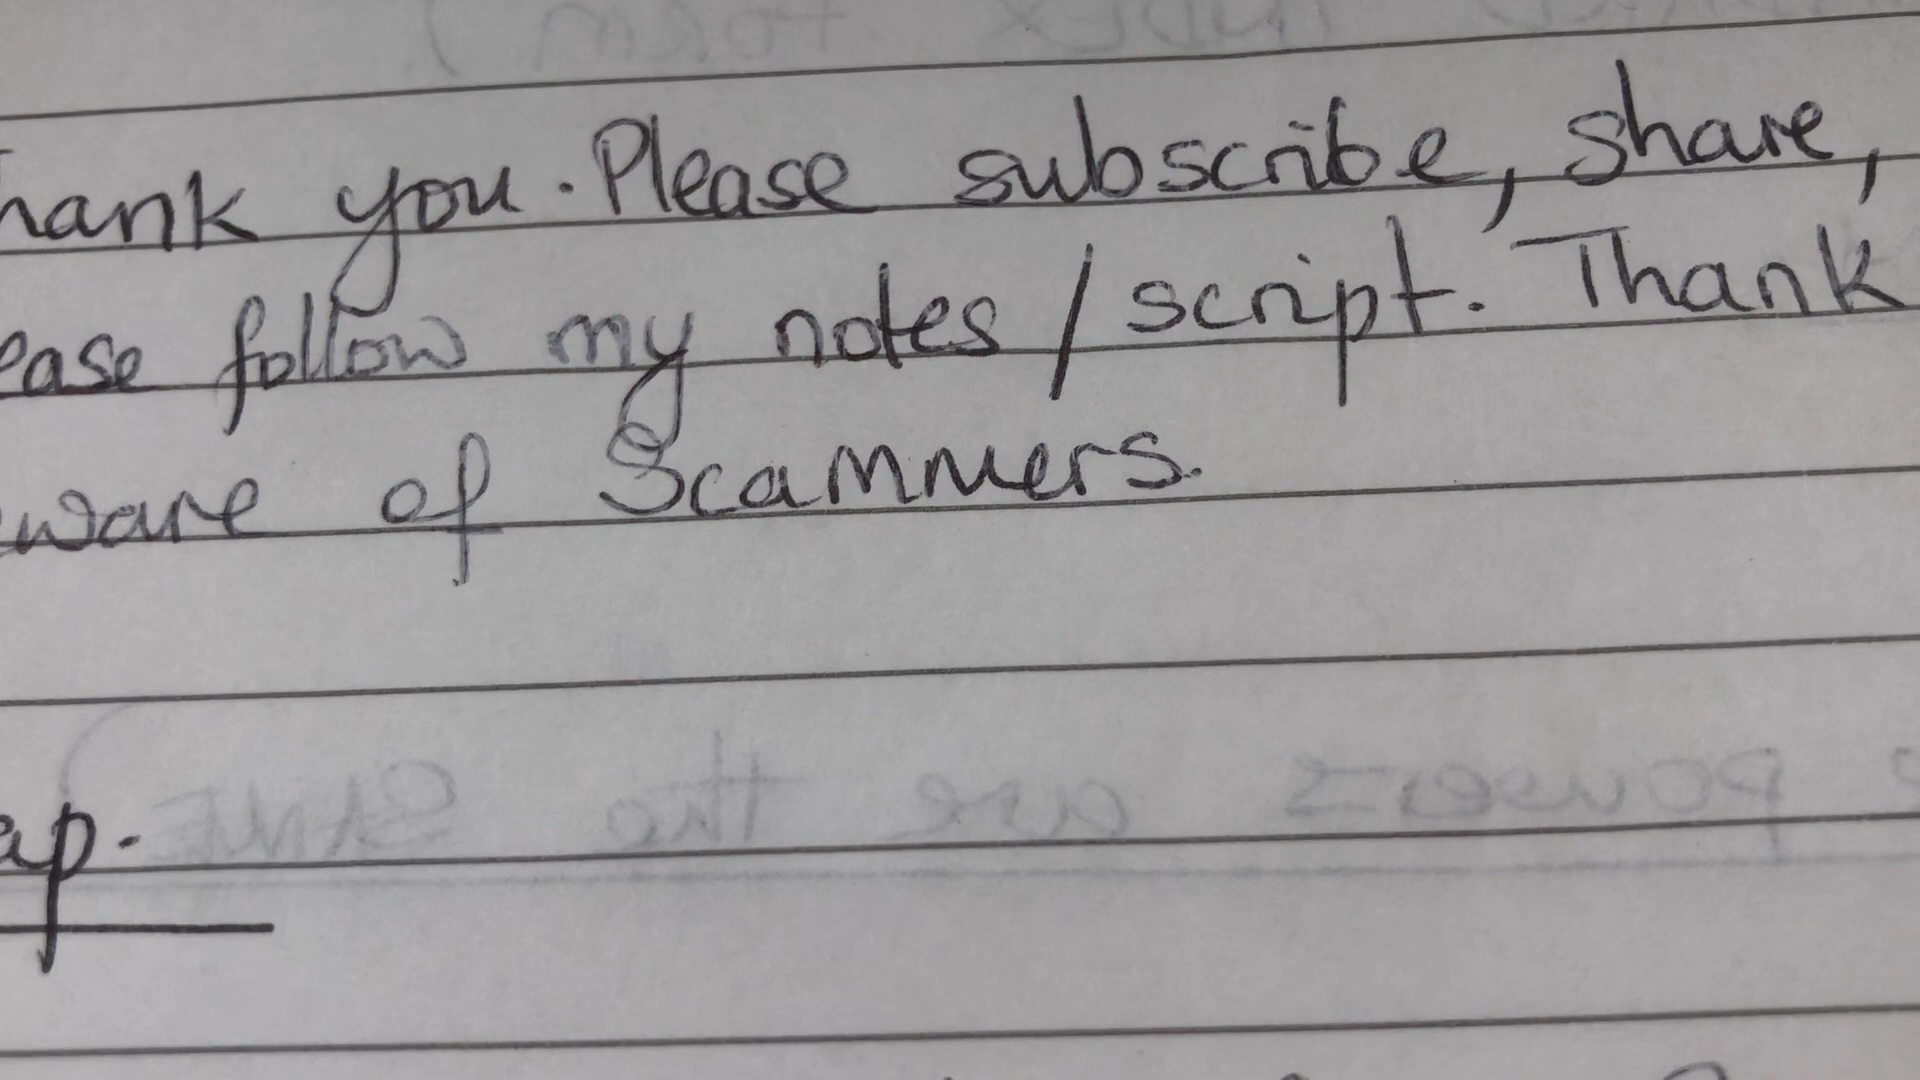 hank you. Please subscribe, share,
ease follow my notes / script. Thank
ware of Scammers.
ap.